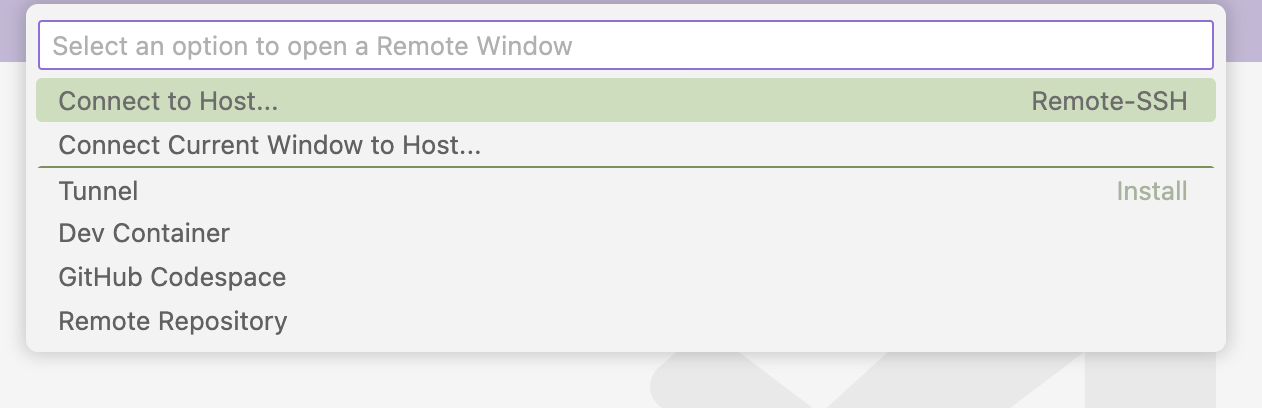 Select an option to open a Remote Window
Connect to Host... Remote-SSH
Connect Current Window to Host...
Tunnel Install
Dev Container
GitHub Codespace
Remote Repository